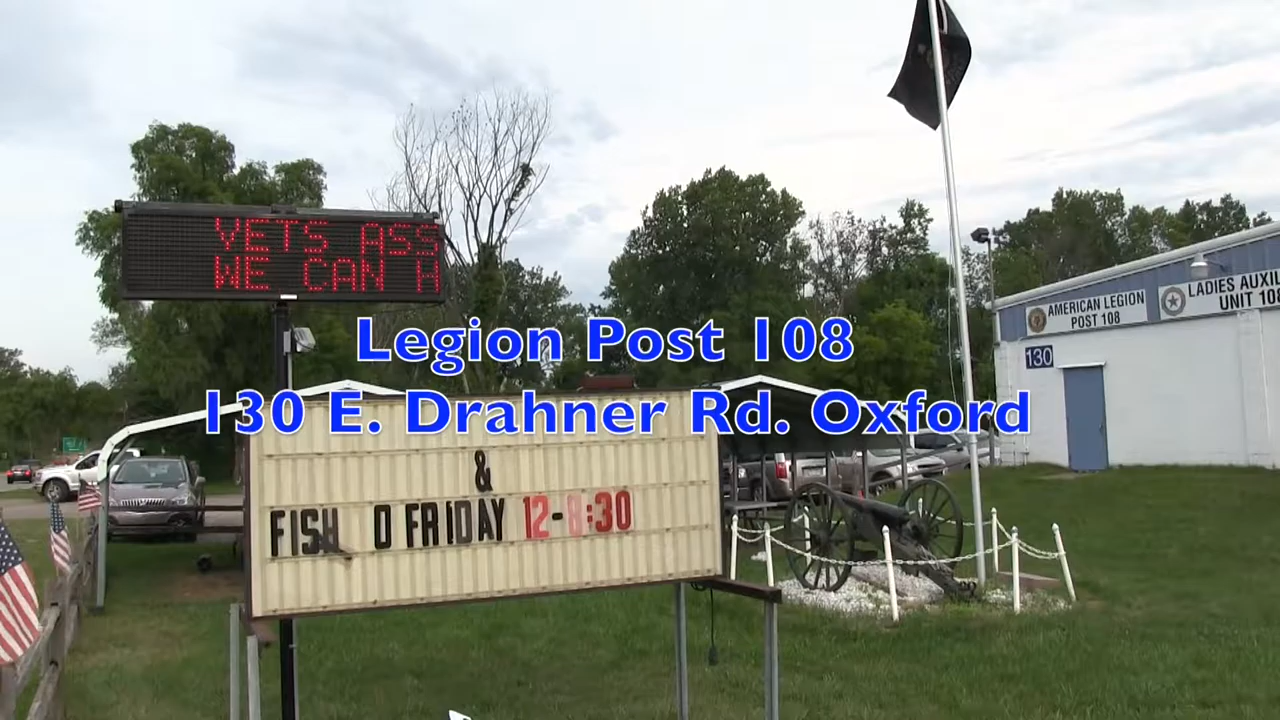 VETS ASS
WE CAN H
Legion Post 108
130 E. Drahner Rd. Oxford
&
FISH O FRIDAY 12-8:30
AMERICAN LEGION
POST 108
LADIES AUXIL
UNIT 108
130